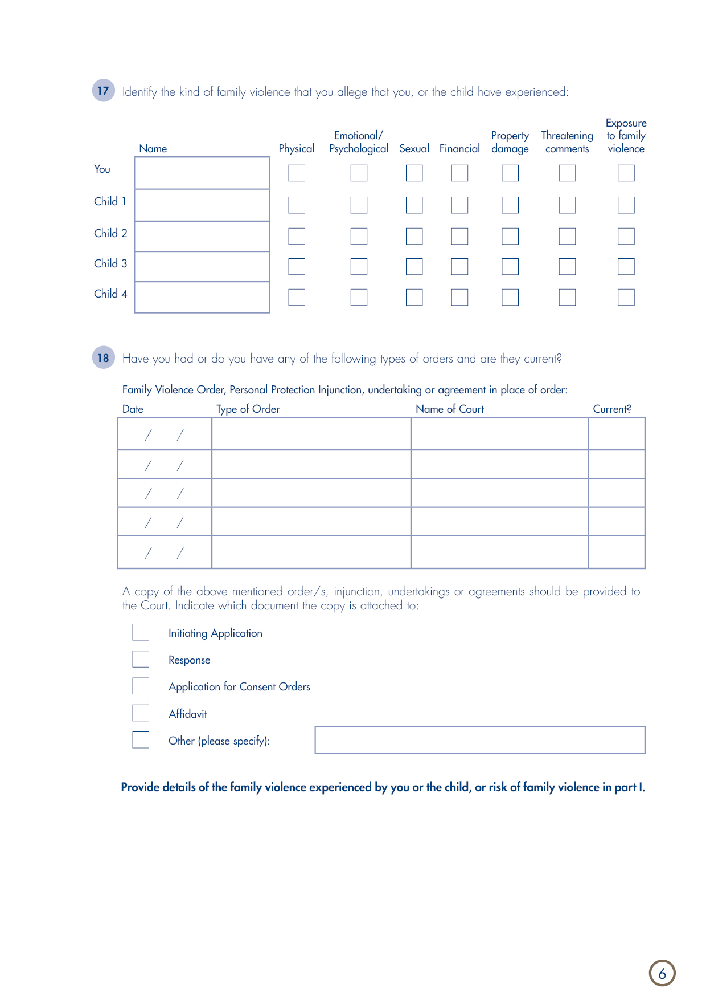 17 Identify the kind of family violence that you allege that you, or the child have experienced:
Name Physical Emotional/ Psychological Sexual Financial Property damage Threatening comments Exposure to family violence
You
Child 1
Child 2
Child 3
Child 4
18 Have you had or do you have any of the following types of orders and are they current?
Family Violence Order, Personal Protection Injunction, undertaking or agreement in place of order:
Date Type of Order Name of Court Current?
/ /
/ /
/ /
/ /
/ /
A copy of the above mentioned order/s, injunction, undertakings or agreements should be provided to
the Court. Indicate which document the copy is attached to:
Initiating Application
Response
Application for Consent Orders
Affidavit
Other (please specify):
Provide details of the family violence experienced by you or the child, or risk of family violence in part I.
6